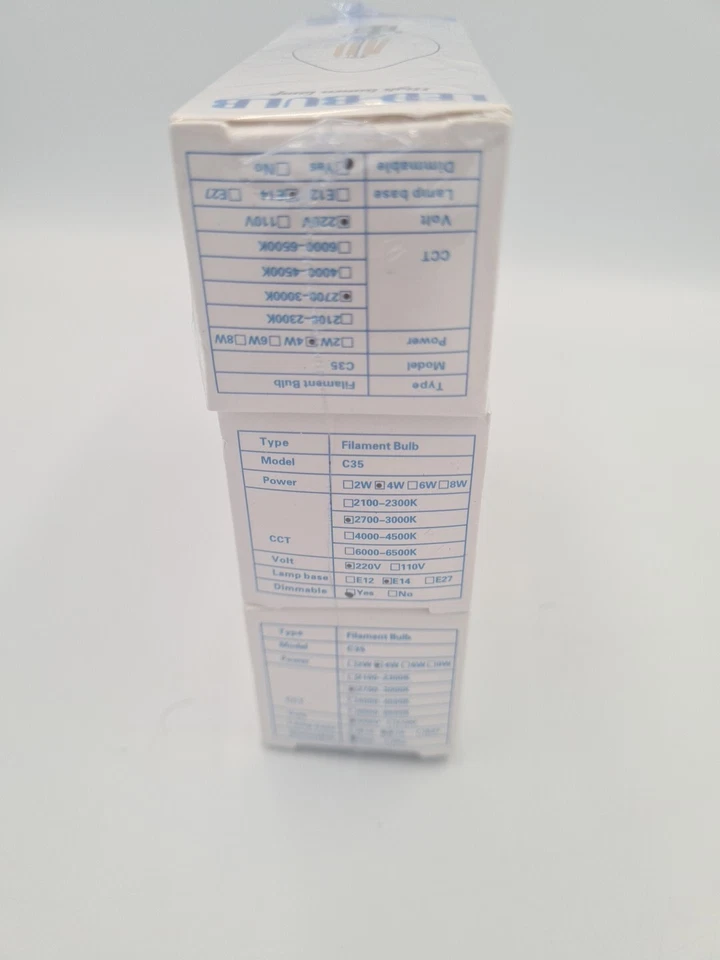 LED BULB
Type Filament Bulb
Model C35
Power □2W ▣4W □6W □8W
□2100-2300K
▣2700-3000K
□4000-4500K
CCT □6000-6500K
Volt ▣220V □110V
Lamp base □E12 ▣E14 □E27
Dimmable ▣Yes □No
Type Filament Bulb
Model C35
Power □2W ▣4W □6W □8W
□2100-2300K
▣2700-3000K
□4000-4500K
CCT □6000-6500K
Volt ▣220V □110V
Lamp base □E12 ▣E14 □E27
Dimmable ▣Yes □No
Type Filament Bulb
Model C35
Power